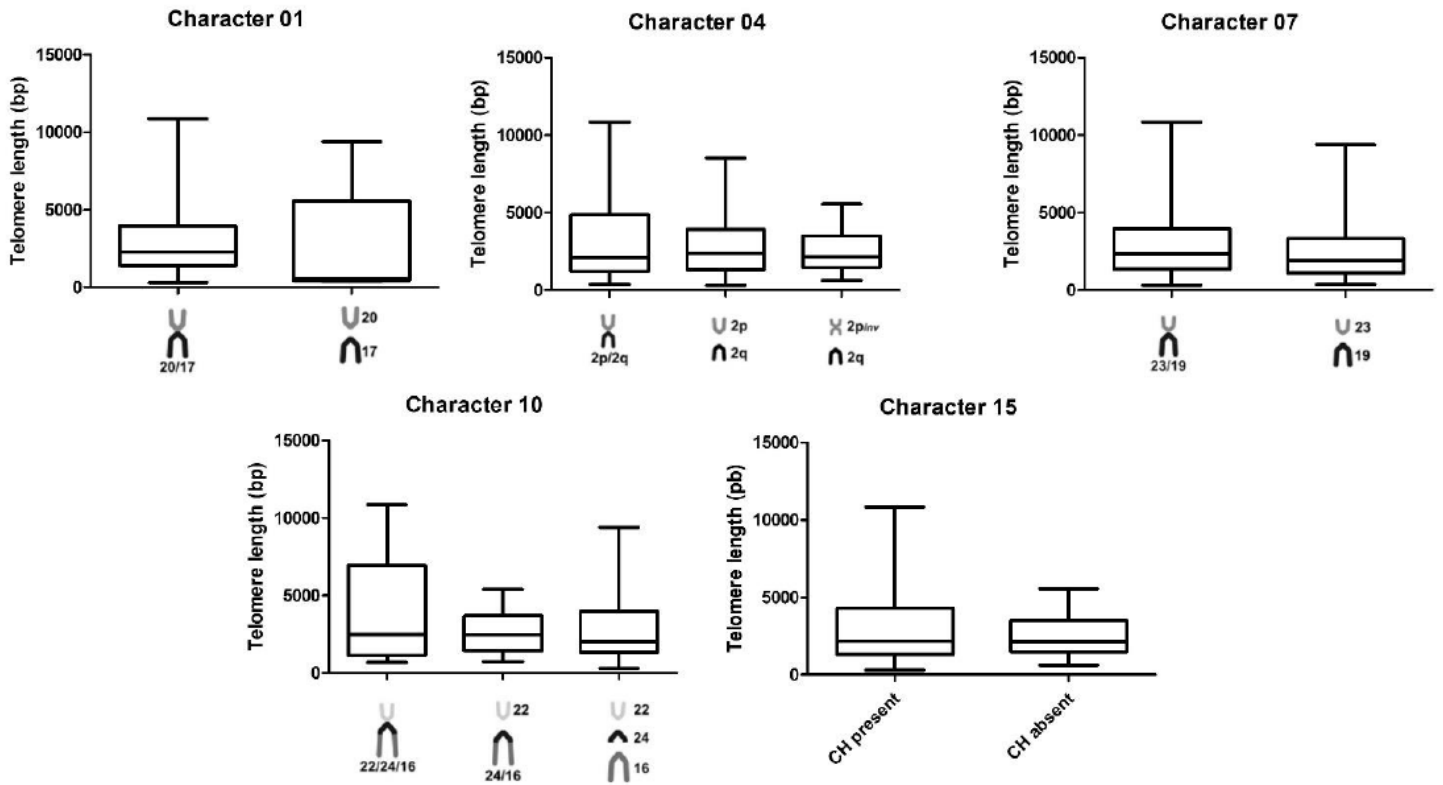 Character 01
Telomere length (bp)
15000
10000
5000
0
20/17
20
17
Character 04
Telomere length (bp)
15000
10000
5000
0
2p/2q
2p
2q
2pinv
2q
Character 07
Telomere length (bp)
15000
10000
5000
0
23/19
23
19
Character 10
Telomere length (bp)
15000
10000
5000
0
22/24/16
22
24/16
22
24
16
Character 15
Telomere length (pb)
15000
10000
5000
0
CH present
CH absent